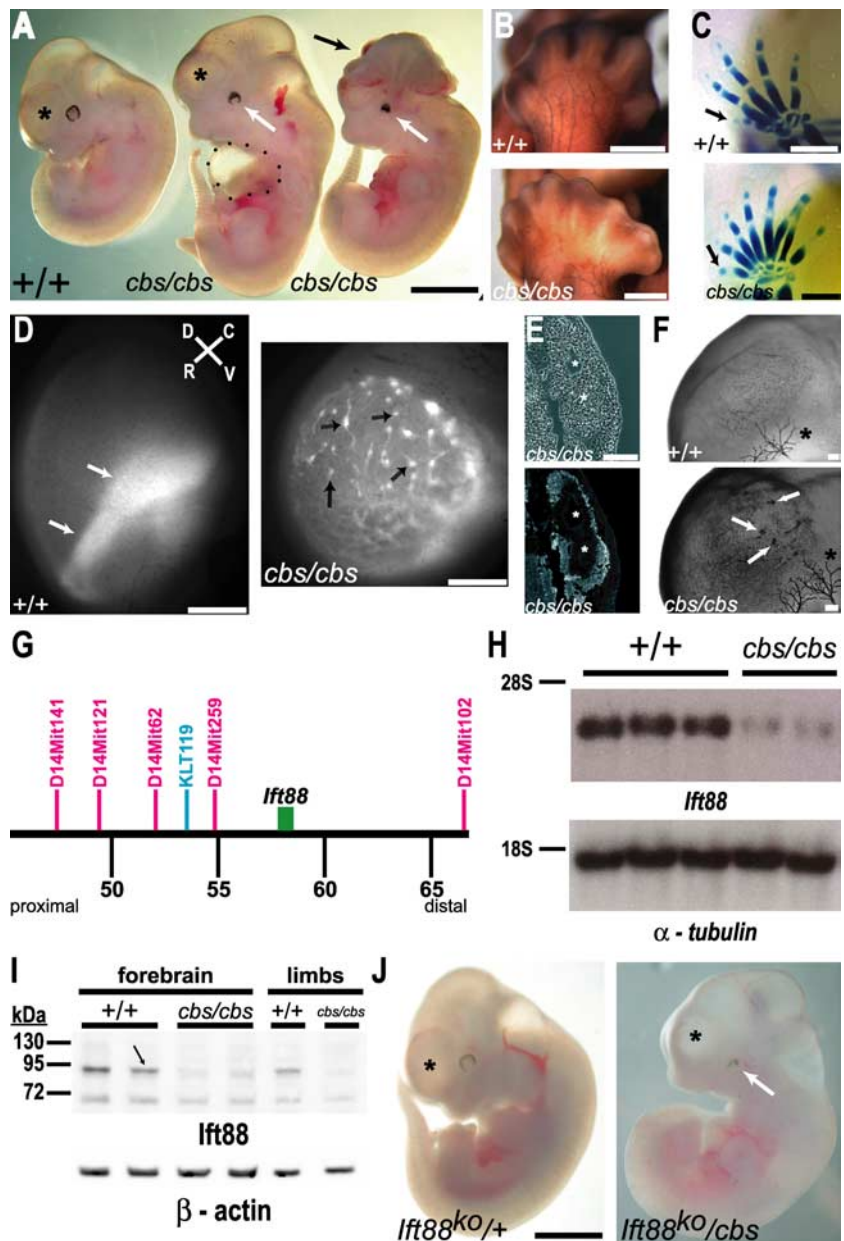 A
*
*
+/+
cbs/cbs
cbs/cbs
B
+/+
cbs/cbs
C
+/+
cbs/cbs
D
D C
R V
+/+
cbs/cbs
E
*
*
cbs/cbs
*
*
cbs/cbs
F
*
+/+
*
cbs/cbs
G
D14Mit141
D14Mit121
D14Mit62
KLT119
D14Mit259
D14Mit102
Ift88
50
55
60
65
proximal
distal
H
+/+
cbs/cbs
28S
Ift88
18S
α - tubulin
I
forebrain
limbs
+/+
cbs/cbs
+/+
cbs/cbs
kDa
130
95
72
Ift88
β - actin
J
*
Ift88ko/+
*
Ift88ko/cbs